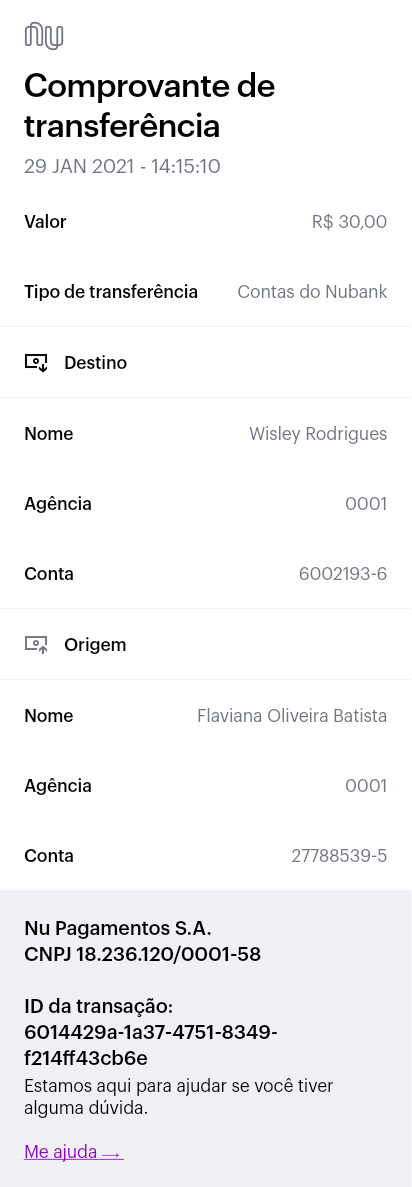 nu
Comprovante de
transferência
29 JAN 2021 - 14:15:10
Valor R$ 30,00
Tipo de transferência Contas do Nubank
Destino
Nome Wisley Rodrigues
Agência 0001
Conta 6002193-6
Origem
Nome Flaviana Oliveira Batista
Agência 0001
Conta 27788539-5
Nu Pagamentos S.A.
CNPJ 18.236.120/0001-58
ID da transação:
6014429a-1a37-4751-8349-
f214ff43cb6e
Estamos aqui para ajudar se você tiver
alguma dúvida.
Me ajuda →